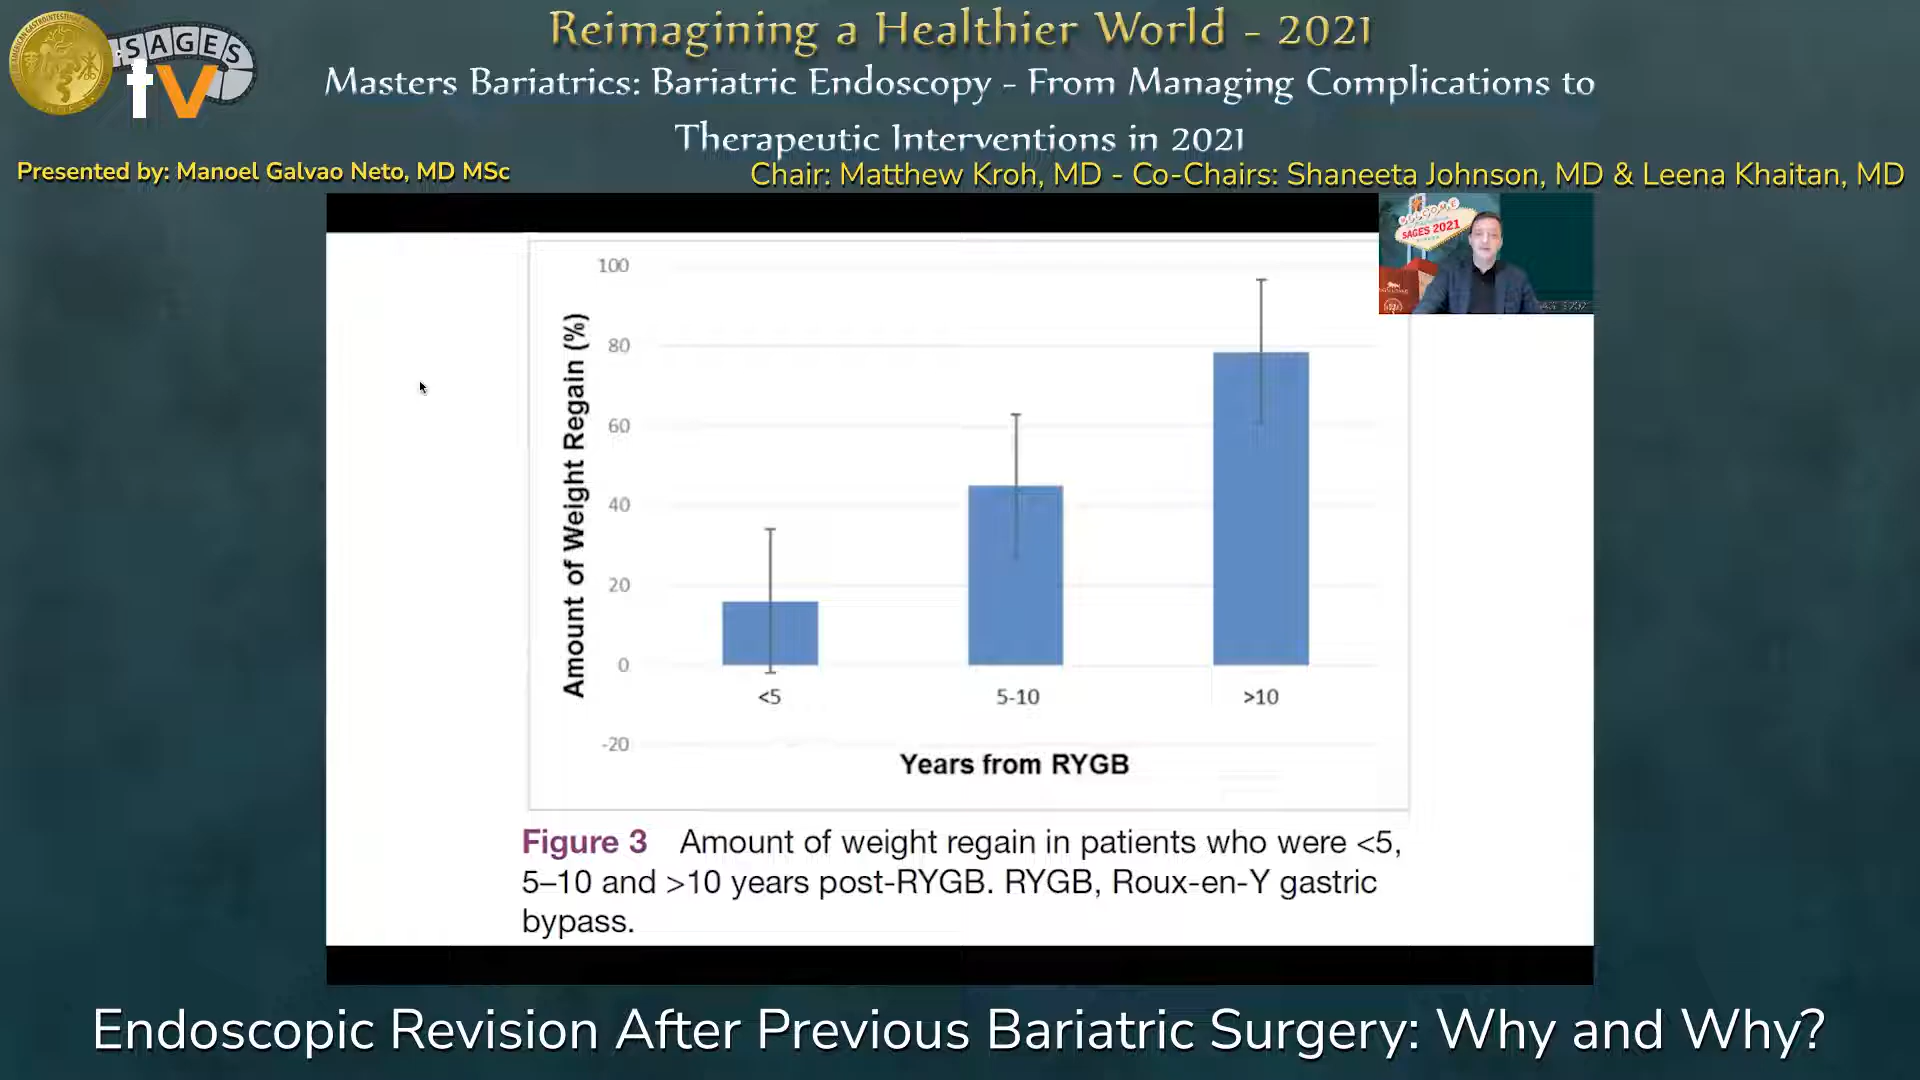 Reimagining a Healthier World - 2021
SAGES
tv
Masters Bariatrics: Bariatric Endoscopy - From Managing Complications to
Therapeutic Interventions in 2021
Presented by: Manoel Galvao Neto, MD MSc
Chair: Matthew Kroh, MD - Co-Chairs: Shaneeta Johnson, MD & Leena Khaitan, MD
WELCOME
SAGES 2021
100
80
60
40
20
0
-20
Amount of Weight Regain (%)
<5
5-10
>10
Years from RYGB
Figure 3 Amount of weight regain in patients who were <5,
5–10 and >10 years post-RYGB. RYGB, Roux-en-Y gastric
bypass.
Endoscopic Revision After Previous Bariatric Surgery: Why and Why?